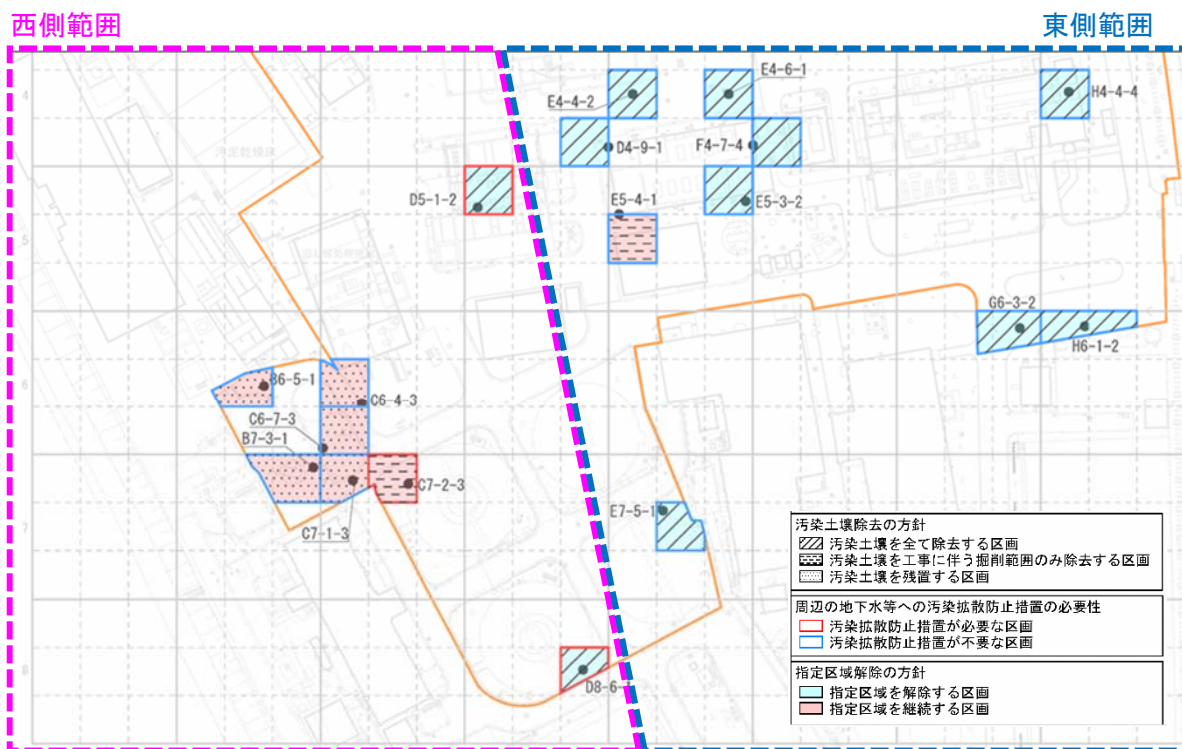 西側範囲
東側範囲
E4-6-1
E4-4-2
H4-4-4
D4-9-1
F4-7-4
D5-1-2
E5-4-1
E5-3-2
G6-3-2
H6-1-2
B6-5-1
C6-4-3
C6-7-3
B7-3-1
C7-2-3
C7-1-3
E7-5-1
D8-6-
4
5
6
7
8
汚染土壌除去の方針
汚染土壌を全て除去する区画
汚染土壌を工事に伴う掘削範囲のみ除去する区画
汚染土壌を残置する区画
周辺の地下水等への汚染拡散防止措置の必要性
汚染拡散防止措置が必要な区画
汚染拡散防止措置が不要な区画
指定区域解除の方針
指定区域を解除する区画
指定区域を継続する区画